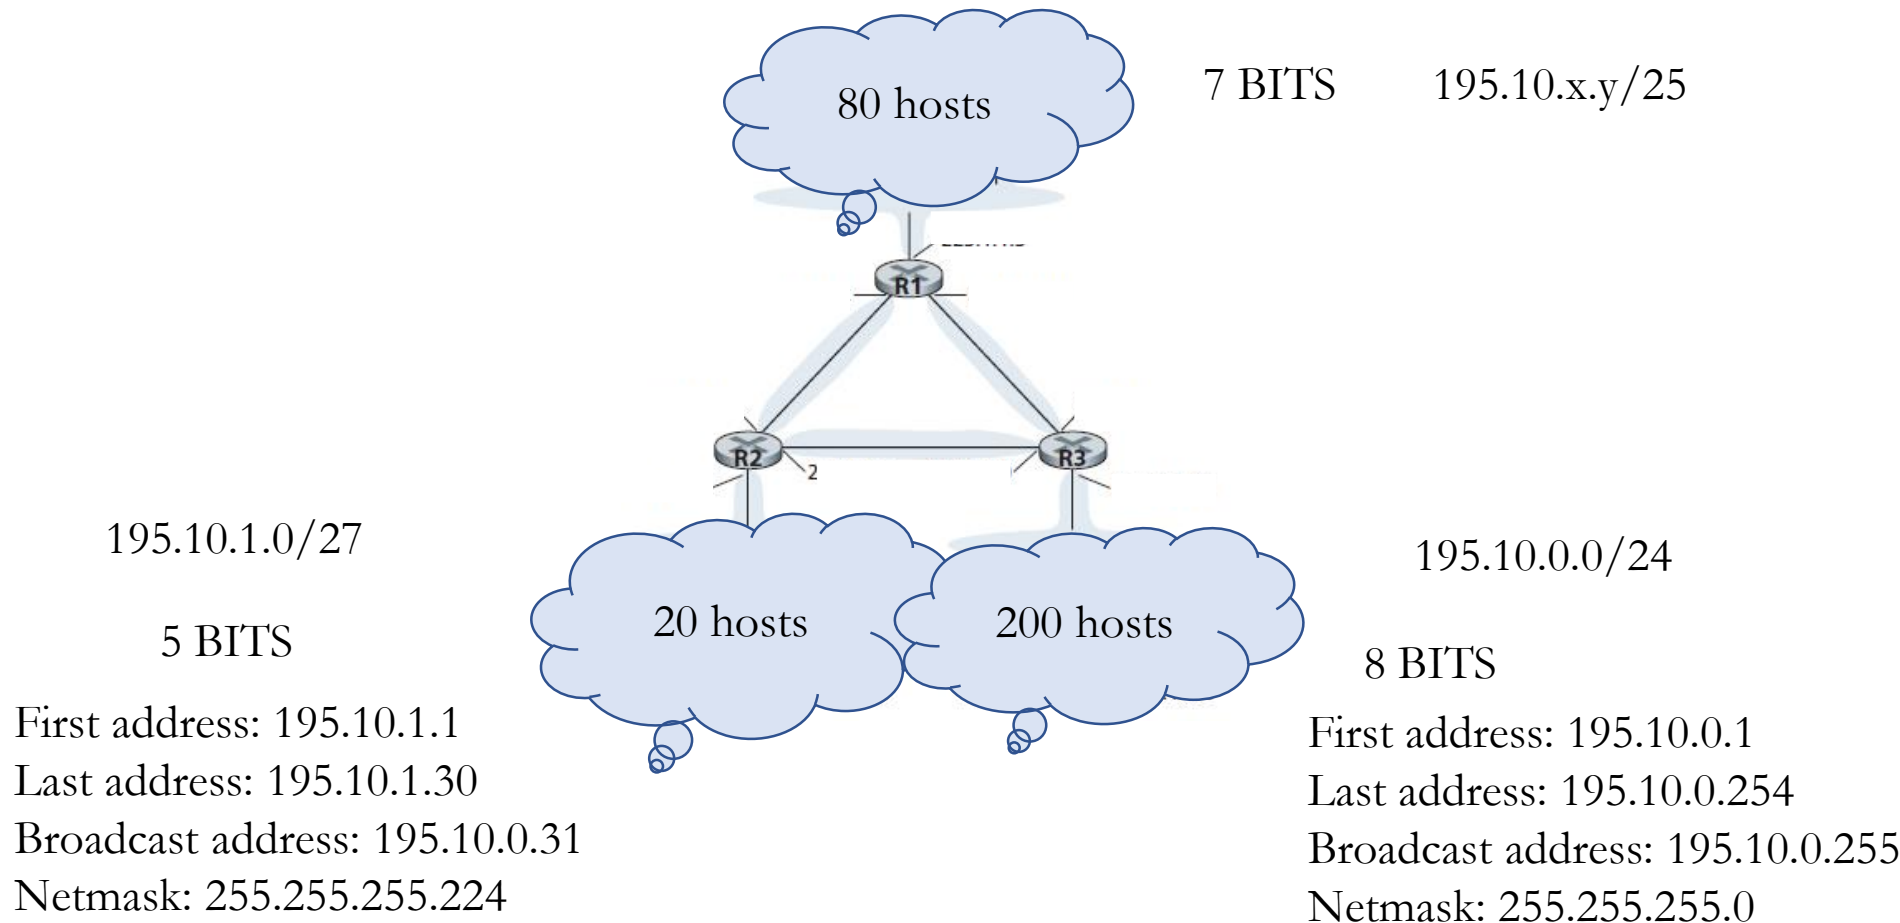 80 hosts
7 BITS
195.10.x.y/25
R1
R2
2
R3
195.10.1.0/27
195.10.0.0/24
20 hosts
200 hosts
5 BITS
8 BITS
First address: 195.10.1.1
Last address: 195.10.1.30
Broadcast address: 195.10.0.31
Netmask: 255.255.255.224
First address: 195.10.0.1
Last address: 195.10.0.254
Broadcast address: 195.10.0.255
Netmask: 255.255.255.0